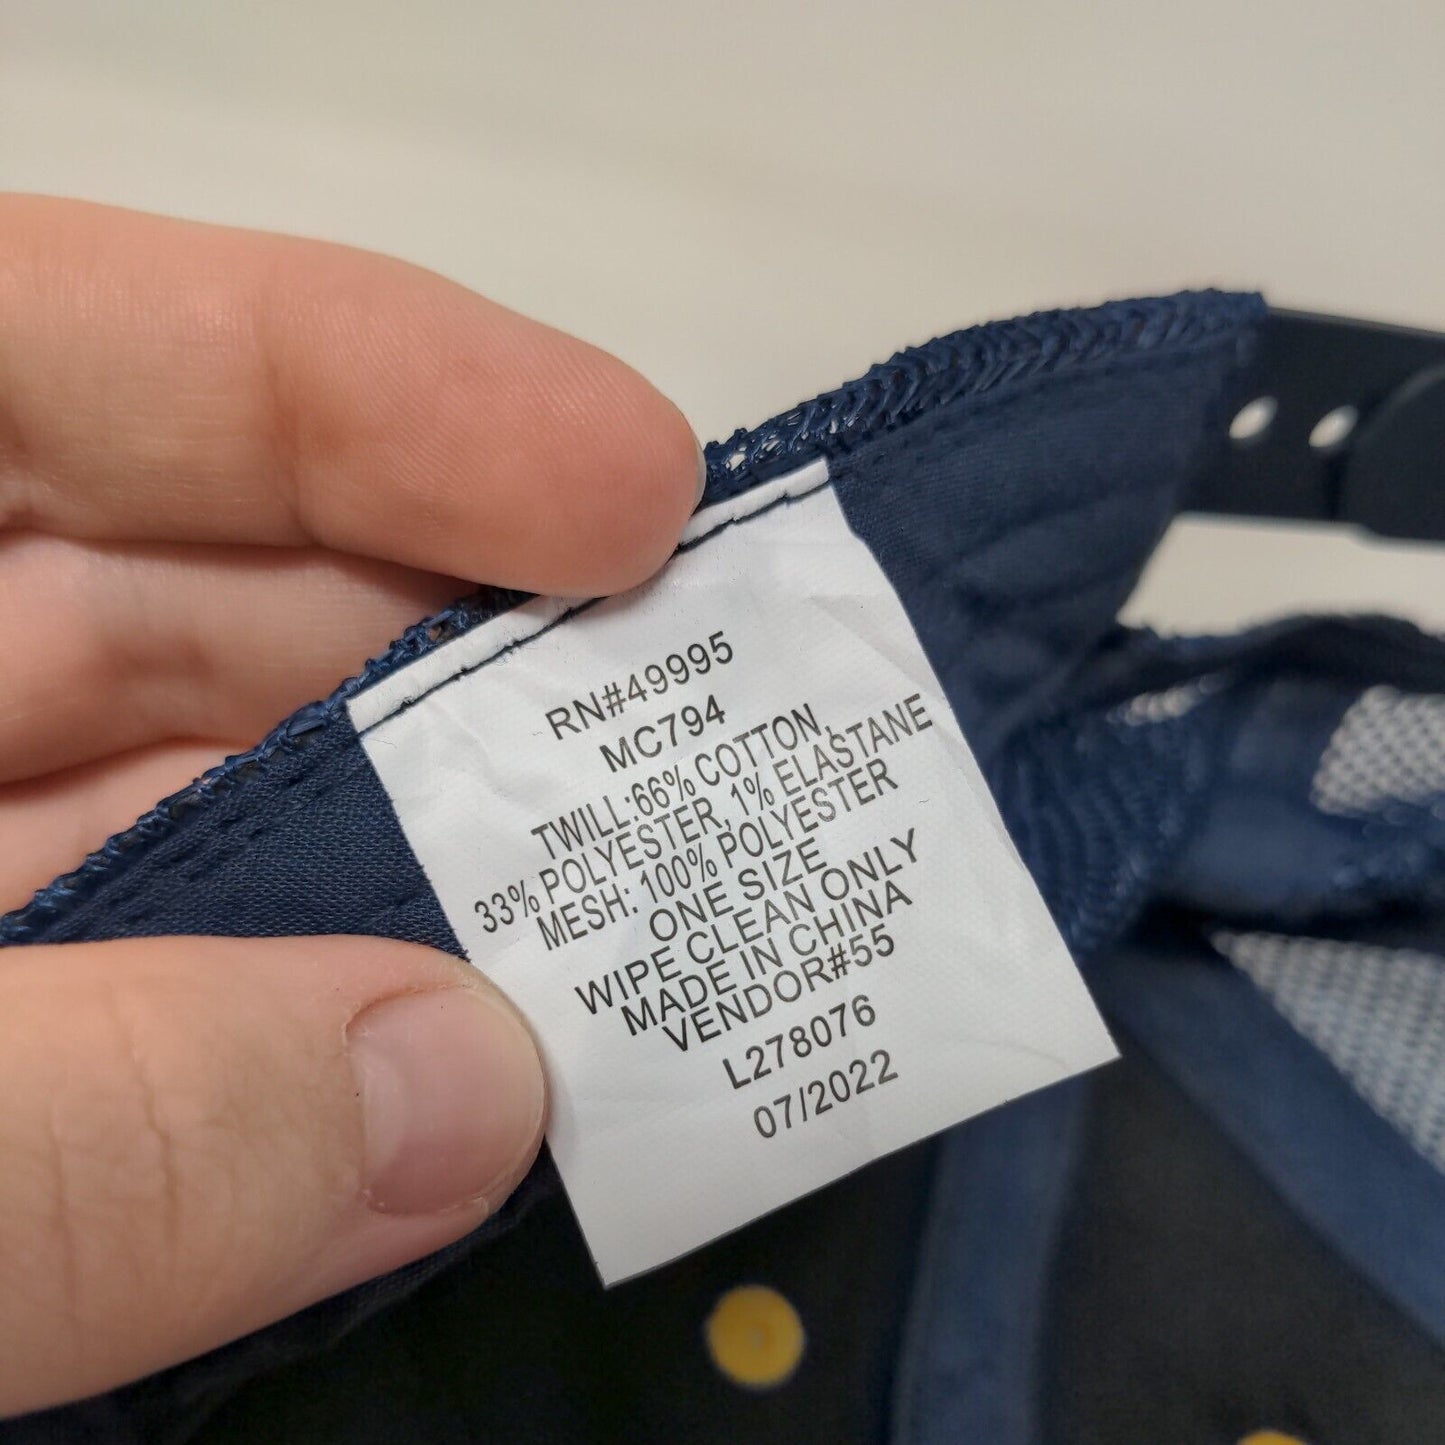 RN#49995
MC794
TWILL:66% COTTON,
33% POLYESTER, 1% ELASTANE
MESH: 100% POLYESTER
ONE SIZE
WIPE CLEAN ONLY
MADE IN CHINA
VENDOR#55
L278076
07/2022